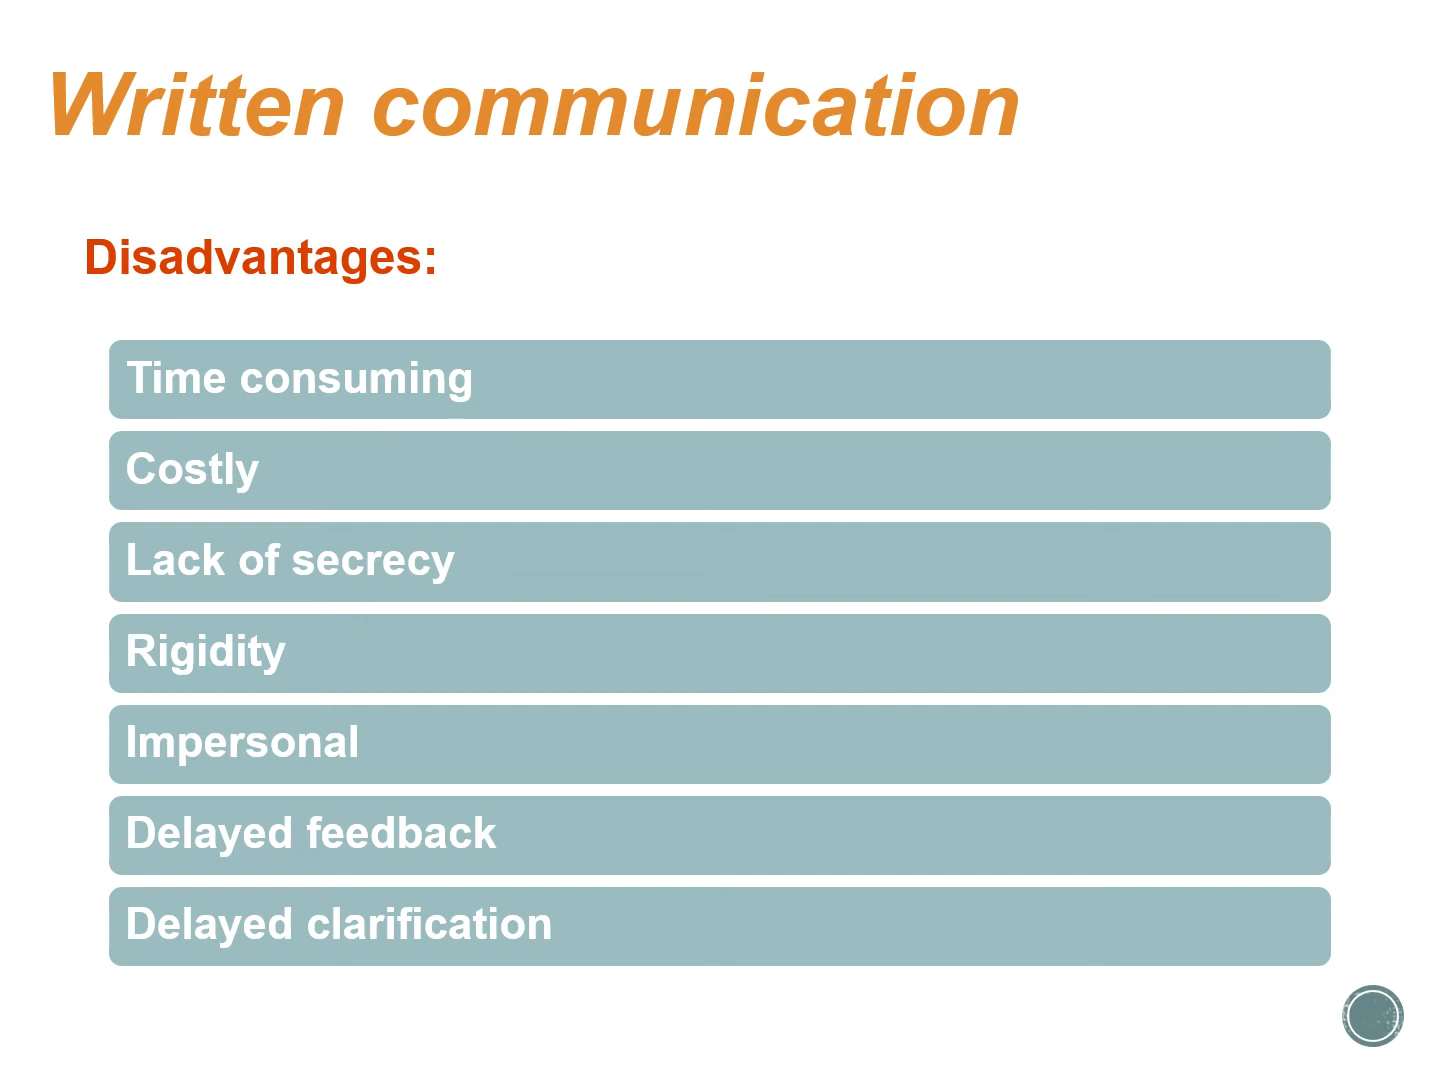 Written communication
Disadvantages:
Time consuming
Costly
Lack of secrecy
Rigidity
Impersonal
Delayed feedback
Delayed clarification